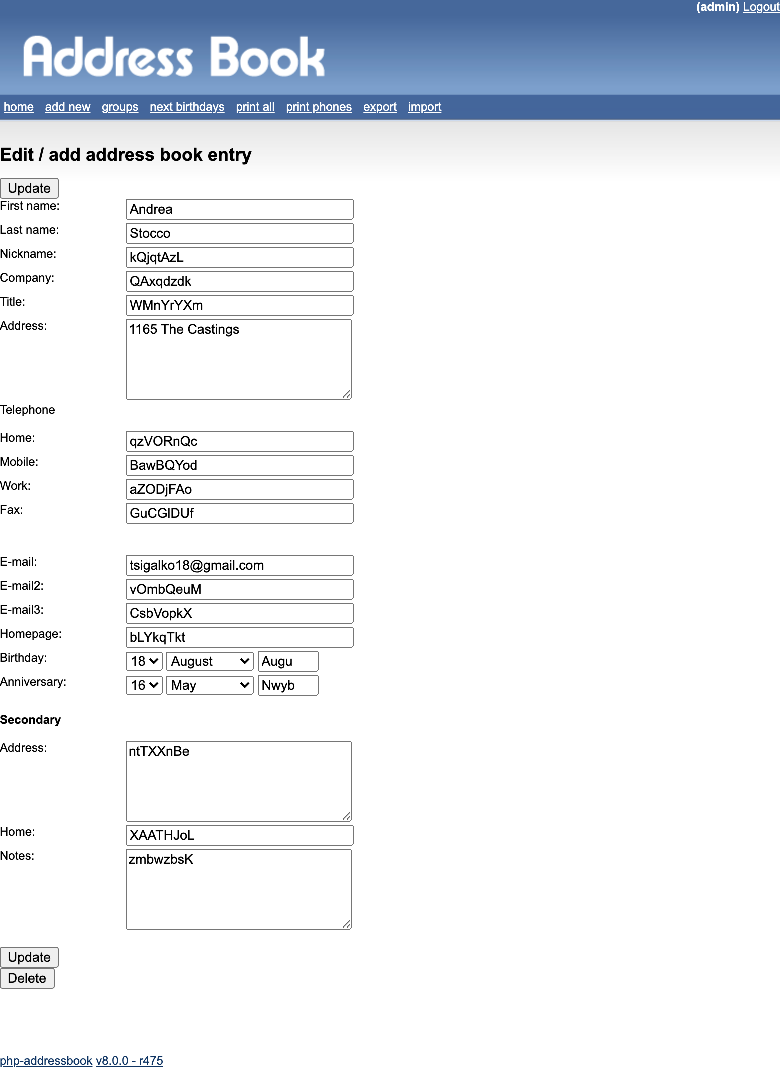 (admin) Logout
Address Book
home add new groups next birthdays print all print phones export import
Edit / add address book entry
Update
First name: Andrea
Last name: Stocco
Nickname: kQjqtAzL
Company: QAxqdzdk
Title: WMnYrYXm
Address: 1165 The Castings
Telephone
Home: qzVORnQc
Mobile: BawBQYod
Work: aZODjFAo
Fax: GuCGIDUf
E-mail: tsigalko18@gmail.com
E-mail2: vOmbQeuM
E-mail3: CsbVopkX
Homepage: bLYkqTkt
Birthday: 18 August Augu
Anniversary: 16 May Nwyb
Secondary
Address: ntTXXnBe
Home: XAATHJoL
Notes: zmbwzbsK
Update
Delete
php-addressbook v8.0.0 - r475